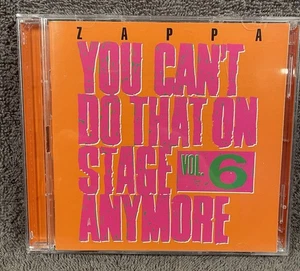 ZAPPA
YOU CAN'T
DO THAT ON
STAGE VOL. 6
ANYMORE